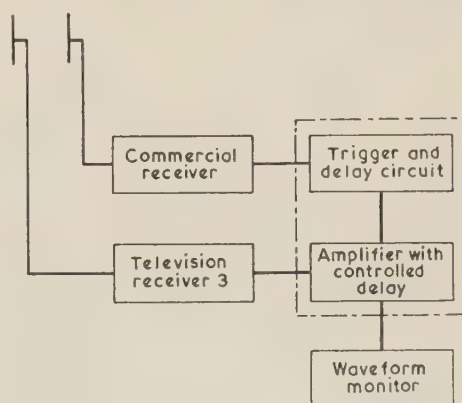 Commercial
receiver
Trigger and
delay circuit
Television
receiver 3
Amplifier with
controlled
delay
Waveform
monitor